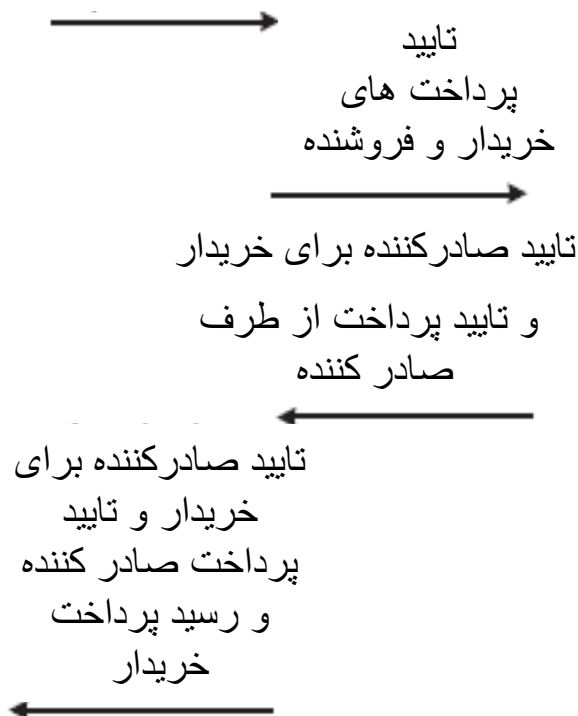 تایید
پرداخت های
خریدار و فروشنده
تایید صادرکننده برای خریدار
و تایید پرداخت از طرف
صادر کننده
تایید صادرکننده برای
خریدار و تایید
پرداخت صادر کننده
و رسید پرداخت
خریدار